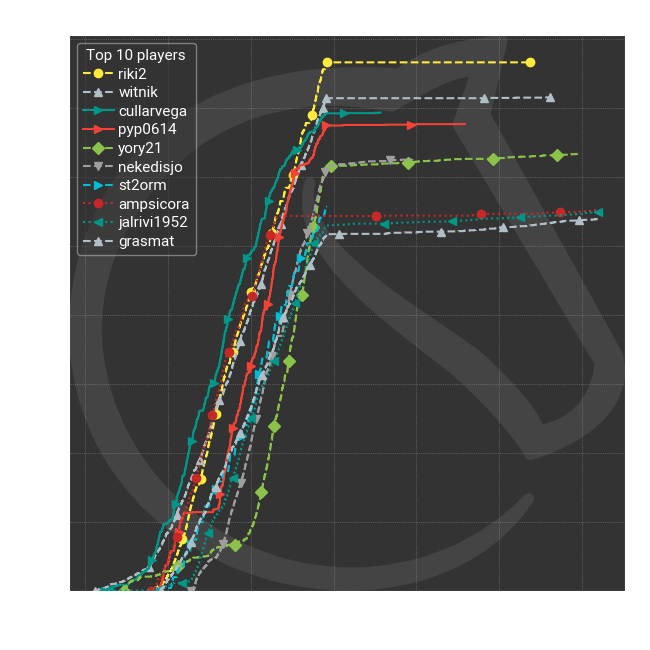 Top 10 players
riki2
witnik
cullarvega
pyp0614
yory21
nekedisjo
st2orm
ampsicora
jalrivi1952
grasmat